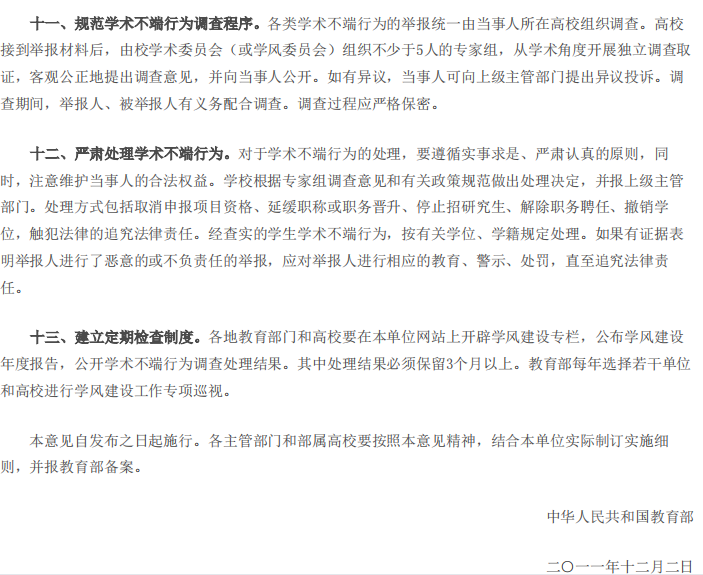 十一、规范学术不端行为调查程序。各类学术不端行为的举报统一由当事人所在高校组织调查。高校
接到举报材料后，由校学术委员会（或学风委员会）组织不少于5人的专家组，从学术角度开展独立调查取
证，客观公正地提出调查意见，并向当事人公开。如有异议，当事人可向上级主管部门提出异议投诉。调
查期间，举报人、被举报人有义务配合调查。调查过程应严格保密。
十二、严肃处理学术不端行为。对于学术不端行为的处理，要遵循实事求是、严肃认真的原则，同
时，注意维护当事人的合法权益。学校根据专家组调查意见和有关政策规范做出处理决定，并报上级主管
部门。处理方式包括取消申报项目资格、延缓职称或职务晋升、停止招研究生、解除职务聘任、撤销学
位，触犯法律的追究法律责任。经查实的学生学术不端行为，按有关学位、学籍规定处理。如果有证据表
明举报人进行了恶意的或不负责任的举报，应对举报人进行相应的教育、警示、处罚，直至追究法律责
任。
十三、建立定期检查制度。各地教育部门和高校要在本单位网站上开辟学风建设专栏，公布学风建设
年度报告，公开学术不端行为调查处理结果。其中处理结果必须保留3个月以上。教育部每年选择若干单位
和高校进行学风建设工作专项巡视。
本意见自发布之日起施行。各主管部门和部属高校要按照本意见精神，结合本单位实际制订实施细
则，并报教育部备案。
中华人民共和国教育部
二〇一一年十二月二日